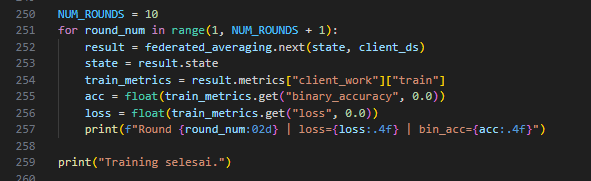 250 NUM_ROUNDS = 10
251 for round_num in range(1, NUM_ROUNDS + 1):
252     result = federated_averaging.next(state, client_ds)
253     state = result.state
254     train_metrics = result.metrics["client_work"]["train"]
255     acc = float(train_metrics.get("binary_accuracy", 0.0))
256     loss = float(train_metrics.get("loss", 0.0))
257     print(f"Round {round_num:02d} | loss={loss:.4f} | bin_acc={acc:.4f}")
258
259 print("Training selesai.")
260